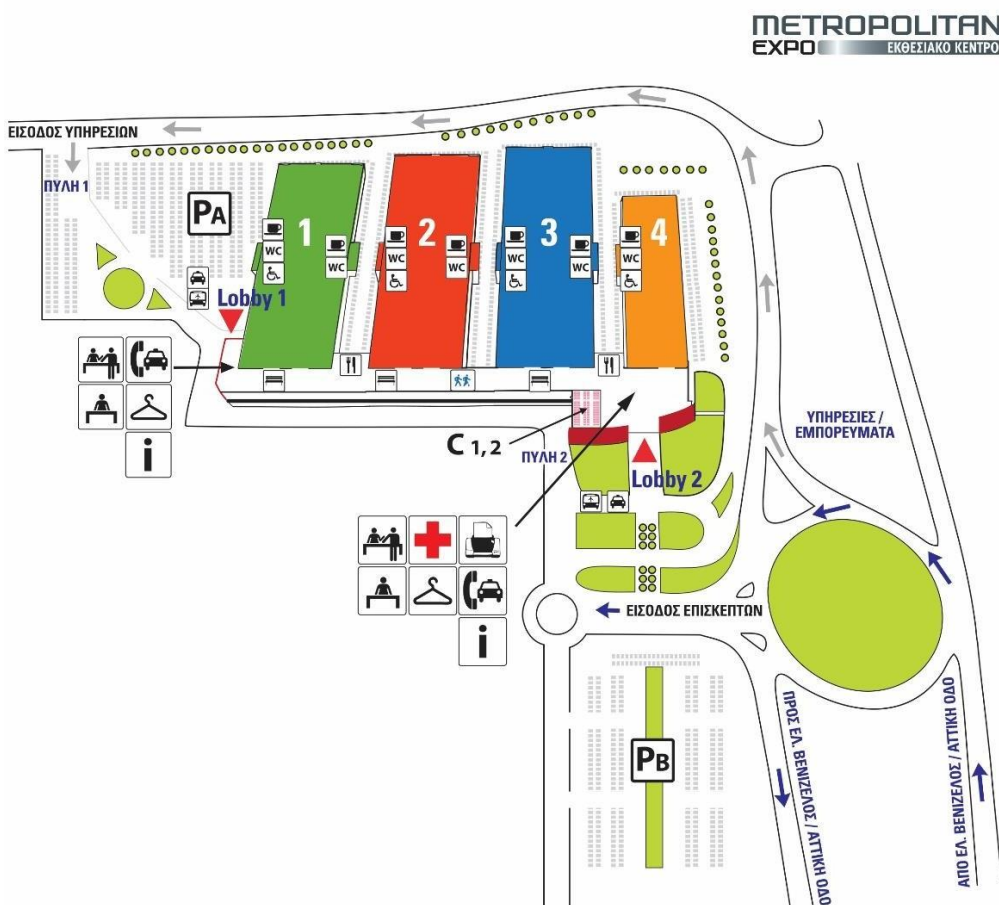 METROPOLITAN
EXPO ΕΚΘΕΣΙΑΚΟ ΚΕΝΤΡΟ
ΕΙΣΟΔΟΣ ΥΠΗΡΕΣΙΩΝ
ΠΥΛΗ 1
PA
1
2
3
4
WC
WC
WC
WC
WC
WC
WC
Lobby 1
i
C 1,2
ΠΥΛΗ 2
Lobby 2
ΥΠΗΡΕΣΙΕΣ /
ΕΜΠΟΡΕΥΜΑΤΑ
i
ΕΙΣΟΔΟΣ ΕΠΙΣΚΕΠΤΩΝ
PB
ΠΡΟΣ ΕΛ. ΒΕΝΙΖΕΛΟΣ / ΑΤΤΙΚΗ ΟΔΟ
ΑΠΟ ΕΛ. ΒΕΝΙΖΕΛΟΣ / ΑΤΤΙΚΗ ΟΔΟ